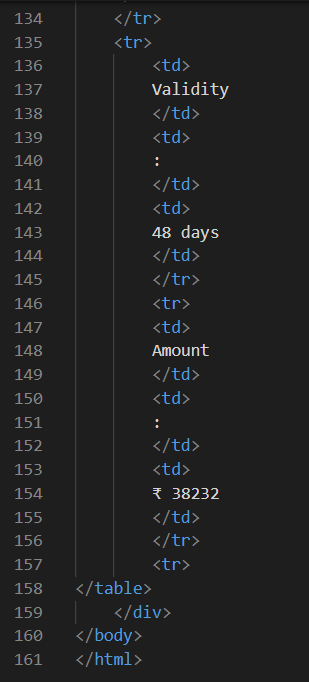 134 </tr>
135 <tr>
136 <td>
137 Validity
138 </td>
139 <td>
140 :
141 </td>
142 <td>
143 48 days
144 </td>
145 </tr>
146 <tr>
147 <td>
148 Amount
149 </td>
150 <td>
151 :
152 </td>
153 <td>
154 ₹ 38232
155 </td>
156 </tr>
157 <tr>
158 </table>
159 </div>
160 </body>
161 </html>